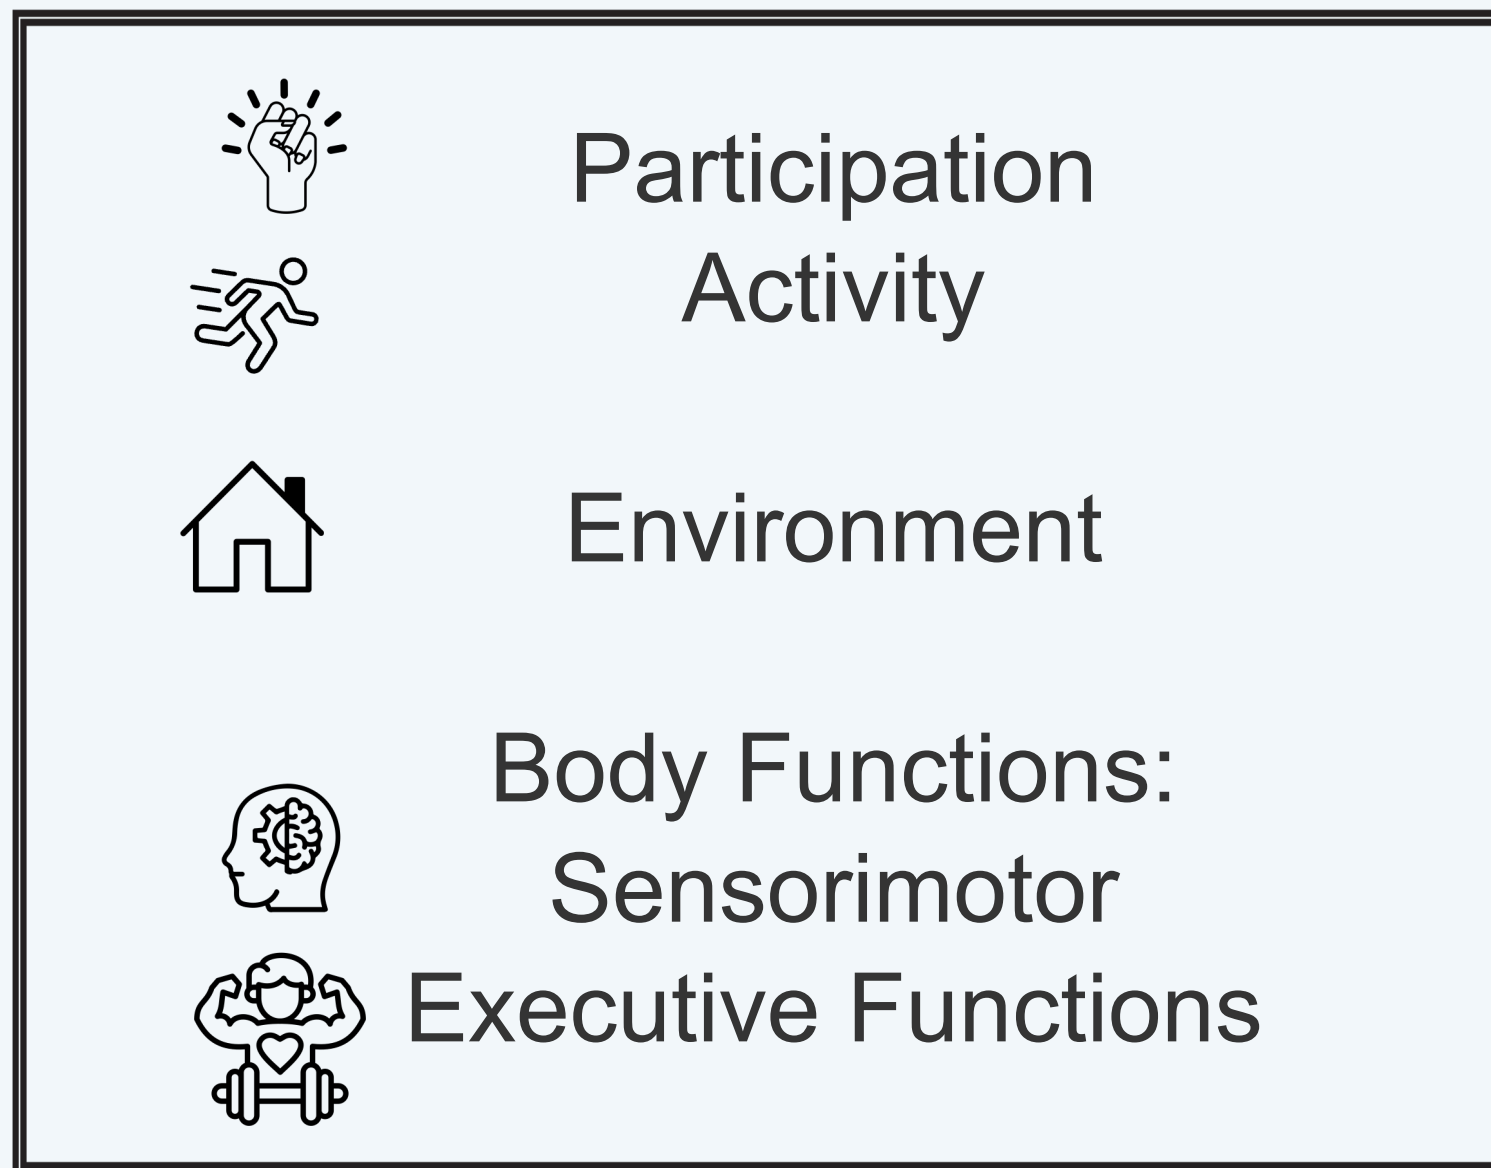 Participation
Activity
Environment
Body Functions:
Sensorimotor
Executive Functions